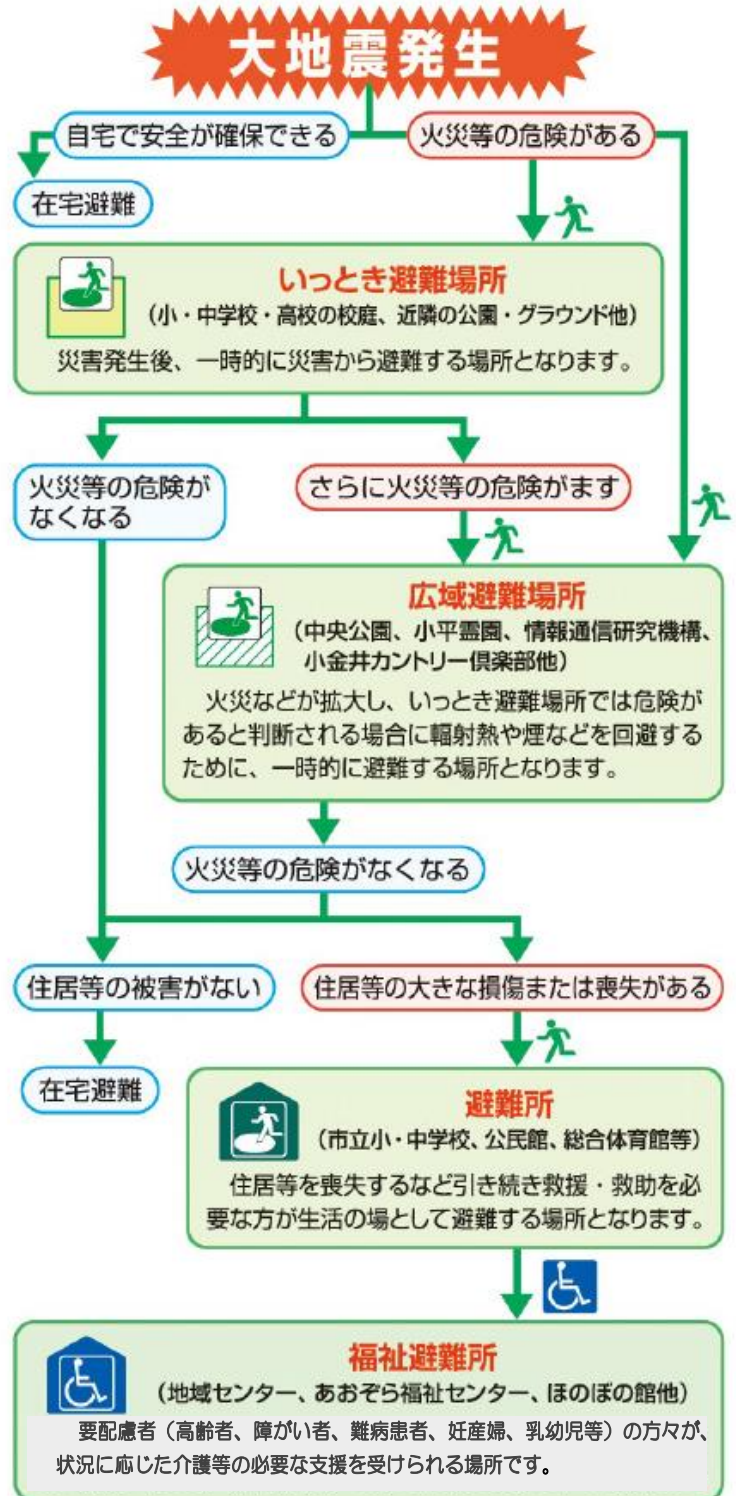 大地震発生
自宅で安全が確保できる
火災等の危険がある
在宅避難
いっとき避難場所
（小・中学校・高校の校庭、近隣の公園・グラウンド他）
災害発生後、一時的に災害から避難する場所となります。
火災等の危険が
なくなる
さらに火災等の危険がます
広域避難場所
（中央公園、小平霊園、情報通信研究機構、
小金井カントリー倶楽部他）
火災などが拡大し、いっとき避難場所では危険が
あると判断される場合に輻射熱や煙などを回避する
ために、一時的に避難する場所となります。
火災等の危険がなくなる
住居等の被害がない
住居等の大きな損傷または喪失がある
在宅避難
避難所
（市立小・中学校、公民館、総合体育館等）
住居等を喪失するなど引き続き救援・救助を必
要な方が生活の場として避難する場所となります。
福祉避難所
（地域センター、あおぞら福祉センター、ほのぼの館他）
要配慮者（高齢者、障がい者、難病患者、妊産婦、乳幼児等）の方々が、
状況に応じた介護等の必要な支援を受けられる場所です。